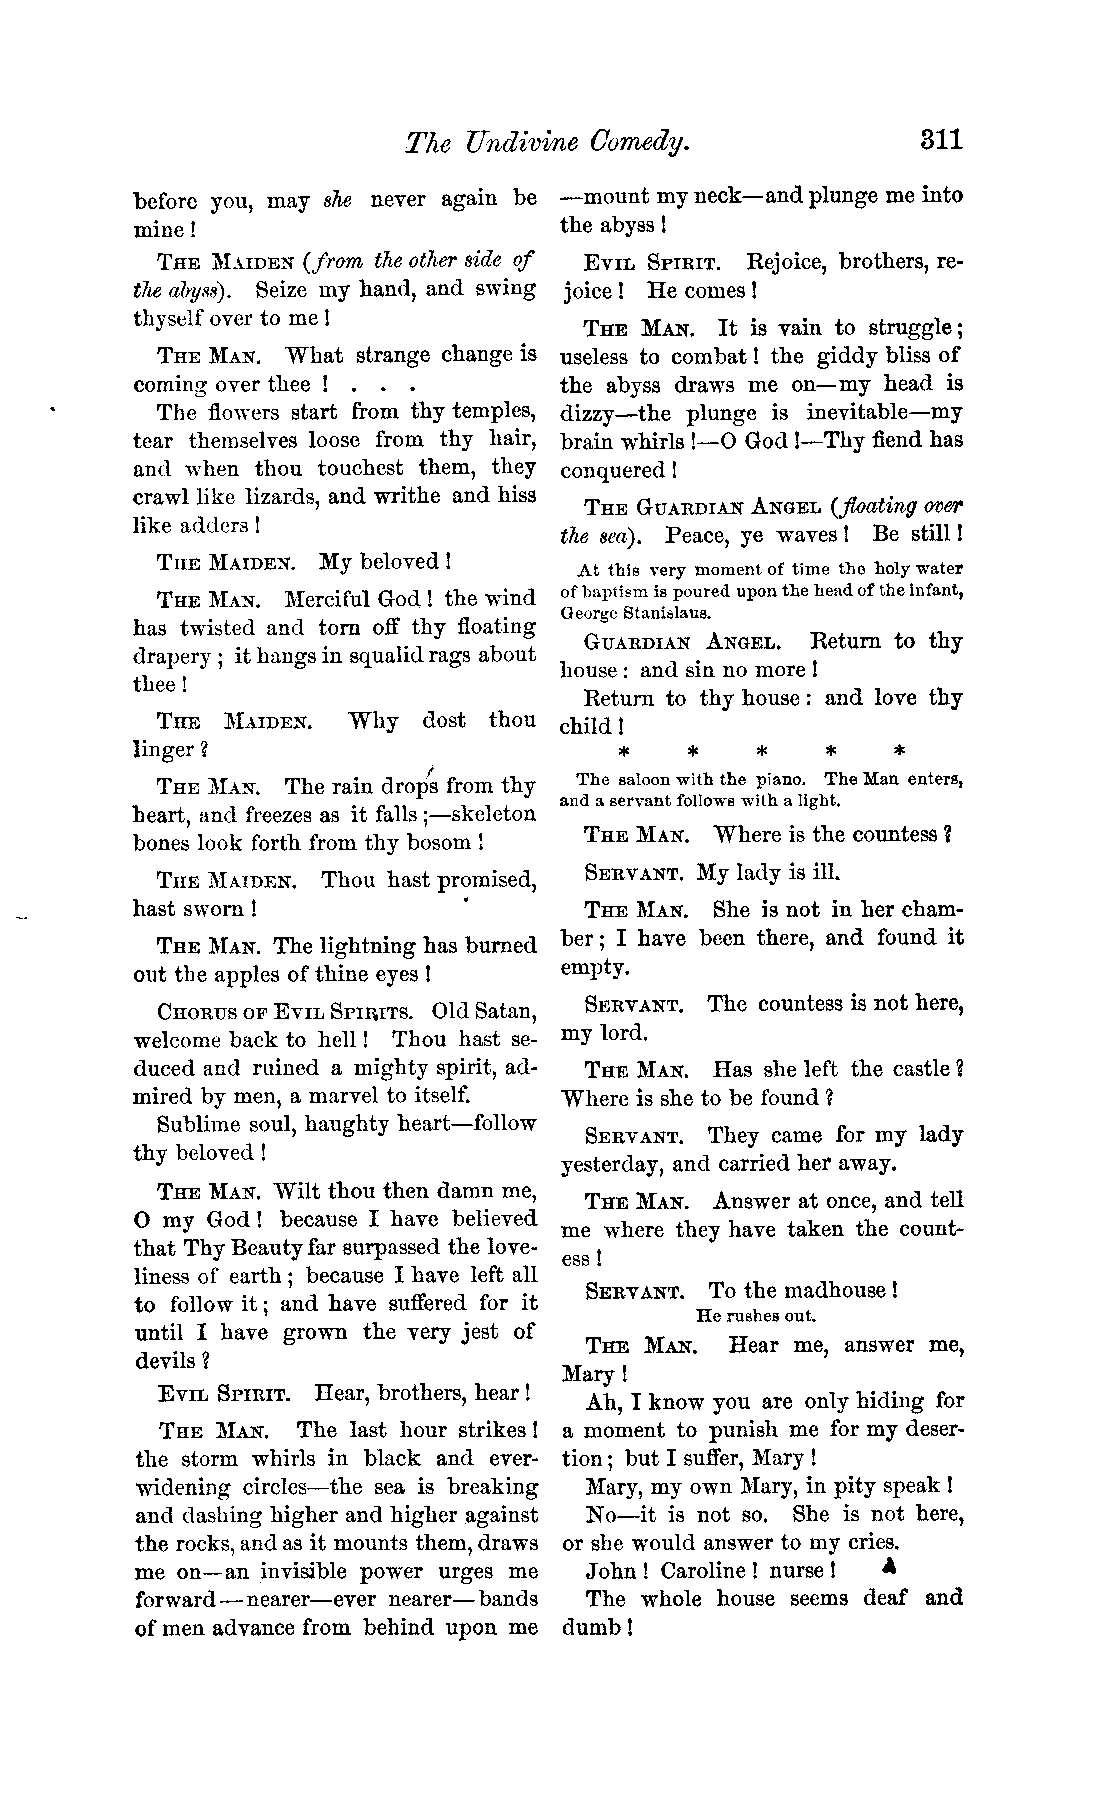 The Undivine Comedy. 311
before you, may she never again be
mine!
THE MAIDEN (from the other side of
the abyss). Seize my hand, and swing
thyself over to me!
THE MAN. What strange change is
coming over thee ! . . .
The flowers start from thy temples,
tear themselves loose from thy hair,
and when thou touchest them, they
crawl like lizards, and writhe and hiss
like adders!
THE MAIDEN. My beloved!
THE MAN. Merciful God! the wind
has twisted and torn off thy floating
drapery; it hangs in squalid rags about
thee!
THE MAIDEN. Why dost thou
linger?
THE MAN. The rain drops from thy
heart, and freezes as it falls;—skeleton
bones look forth from thy bosom!
THE MAIDEN. Thou hast promised,
hast sworn!
THE MAN. The lightning has burned
out the apples of thine eyes!
CHORUS OF EVIL SPIRITS. Old Satan,
welcome back to hell! Thou hast se-
duced and ruined a mighty spirit, ad-
mired by men, a marvel to itself.
Sublime soul, haughty heart—follow
thy beloved!
THE MAN. Wilt thou then damn me,
O my God! because I have believed
that Thy Beauty far surpassed the love-
liness of earth; because I have left all
to follow it; and have suffered for it
until I have grown the very jest of
devils?
EVIL SPIRIT. Hear, brothers, hear!
THE MAN. The last hour strikes!
the storm whirls in black and ever-
widening circles—the sea is breaking
and dashing higher and higher against
the rocks, and as it mounts them, draws
me on—an invisible power urges me
forward—nearer—ever nearer—bands
of men advance from behind upon me
—mount my neck—and plunge me into
the abyss!
EVIL SPIRIT. Rejoice, brothers, re-
joice! He comes!
THE MAN. It is vain to struggle;
useless to combat! the giddy bliss of
the abyss draws me on—my head is
dizzy—the plunge is inevitable—my
brain whirls!—O God!—Thy fiend has
conquered!
THE GUARDIAN ANGEL (floating over
the sea). Peace, ye waves! Be still!
At this very moment of time the holy water
of baptism is poured upon the head of the infant,
George Stanislaus.
GUARDIAN ANGEL. Return to thy
house: and sin no more!
Return to thy house: and love thy
child!
* * * * *
The saloon with the piano. The Man enters,
and a servant follows with a light.
THE MAN. Where is the countess?
SERVANT. My lady is ill.
THE MAN. She is not in her cham-
ber; I have been there, and found it
empty.
SERVANT. The countess is not here,
my lord.
THE MAN. Has she left the castle?
Where is she to be found?
SERVANT. They came for my lady
yesterday, and carried her away.
THE MAN. Answer at once, and tell
me where they have taken the count-
ess!
SERVANT. To the madhouse!
He rushes out.
THE MAN. Hear me, answer me,
Mary!
Ah, I know you are only hiding for
a moment to punish me for my deser-
tion; but I suffer, Mary!
Mary, my own Mary, in pity speak!
No—it is not so. She is not here,
or she would answer to my cries.
John! Caroline! nurse!
The whole house seems deaf and
dumb!